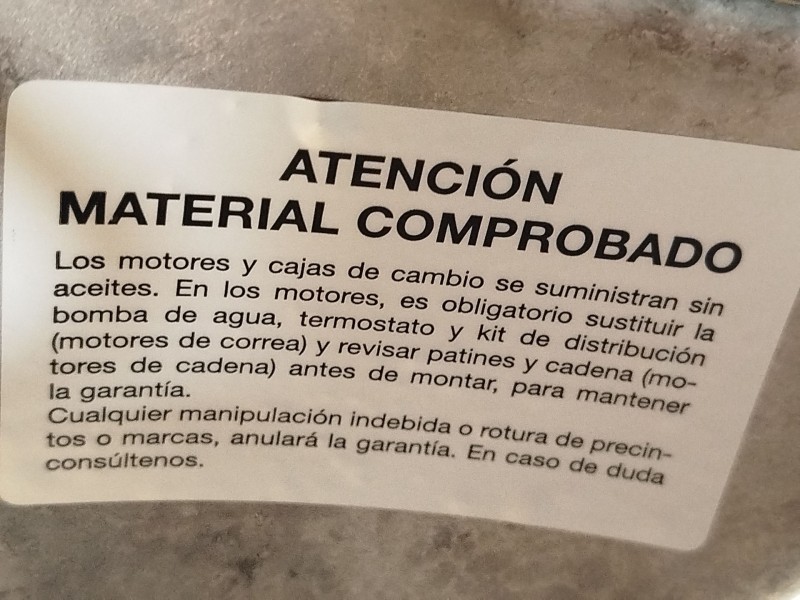 ATENCIÓN
MATERIAL COMPROBADO
Los motores y cajas de cambio se suministran sin
aceites. En los motores, es obligatorio sustituir la
bomba de agua, termostato y kit de distribución
(motores de correa) y revisar patines y cadena (mo-
tores de cadena) antes de montar, para mantener
la garantía.
Cualquier manipulación indebida o rotura de precin-
tos o marcas, anulará la garantía. En caso de duda
consúltenos.